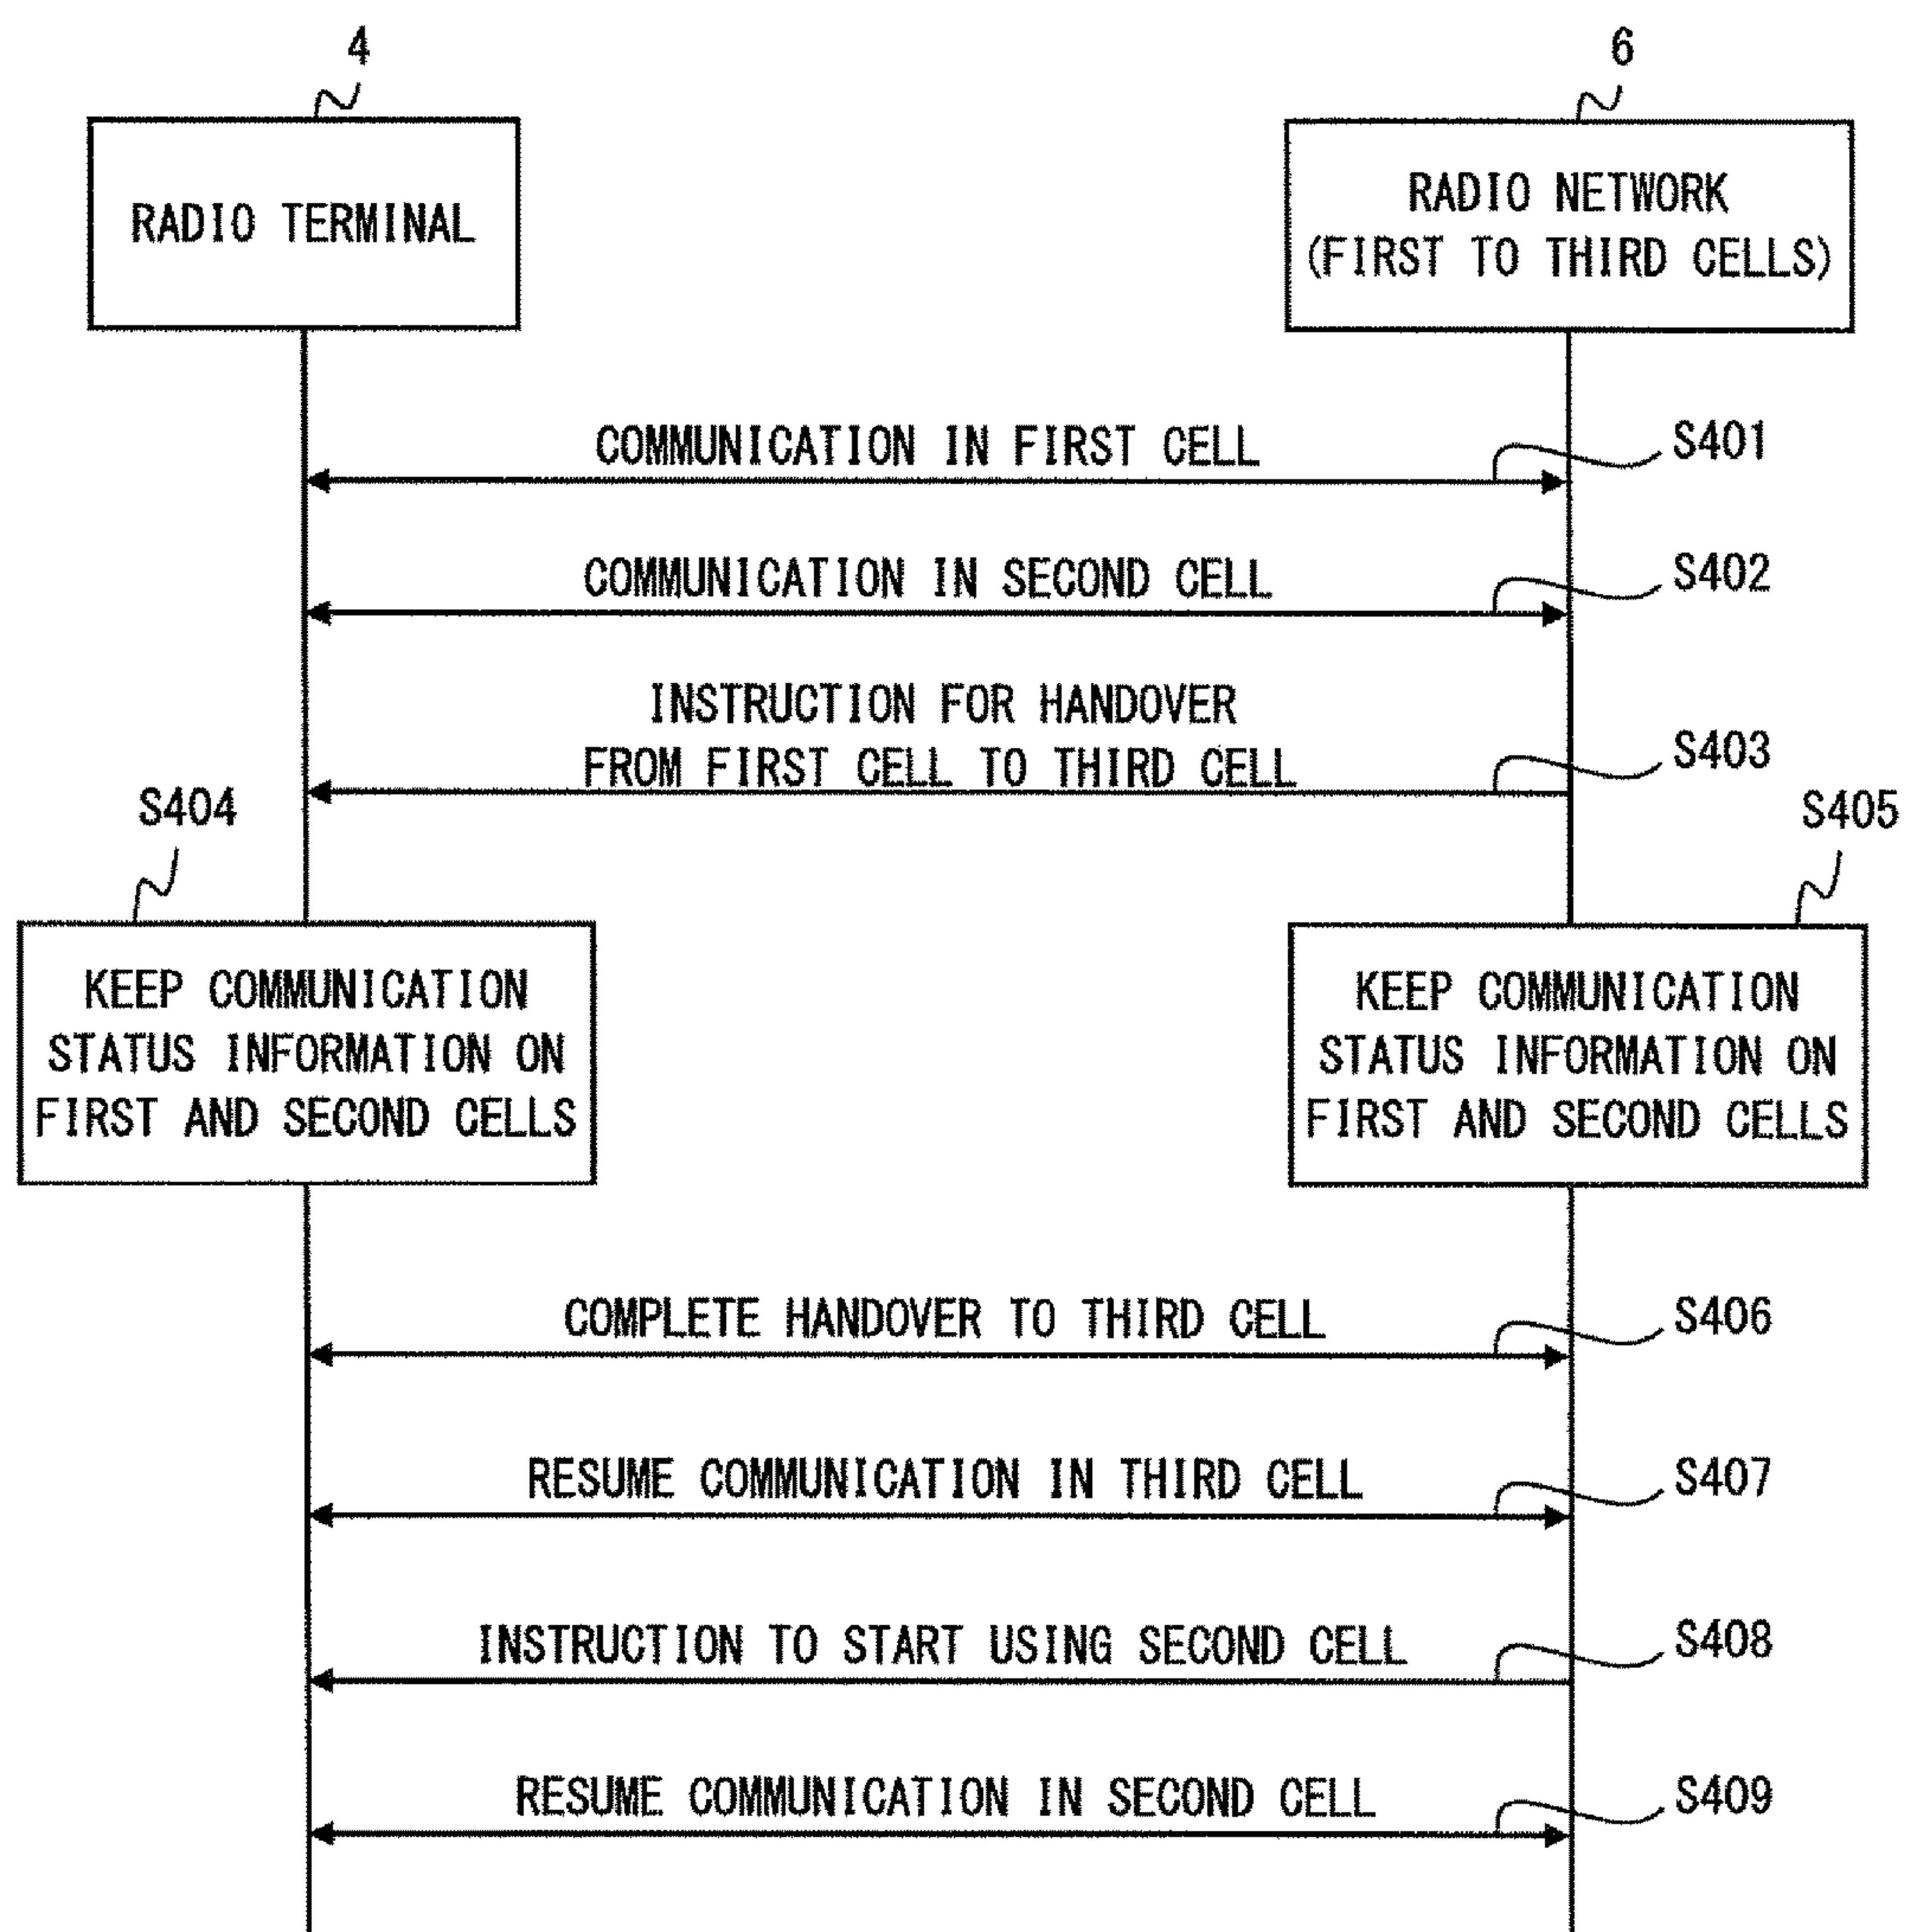 4
6
RADIO TERMINAL
RADIO NETWORK
(FIRST TO THIRD CELLS)
COMMUNICATION IN FIRST CELL
S401
COMMUNICATION IN SECOND CELL
S402
INSTRUCTION FOR HANDOVER
FROM FIRST CELL TO THIRD CELL
S403
S404
S405
KEEP COMMUNICATION
STATUS INFORMATION ON
FIRST AND SECOND CELLS
KEEP COMMUNICATION
STATUS INFORMATION ON
FIRST AND SECOND CELLS
COMPLETE HANDOVER TO THIRD CELL
S406
RESUME COMMUNICATION IN THIRD CELL
S407
INSTRUCTION TO START USING SECOND CELL
S408
RESUME COMMUNICATION IN SECOND CELL
S409